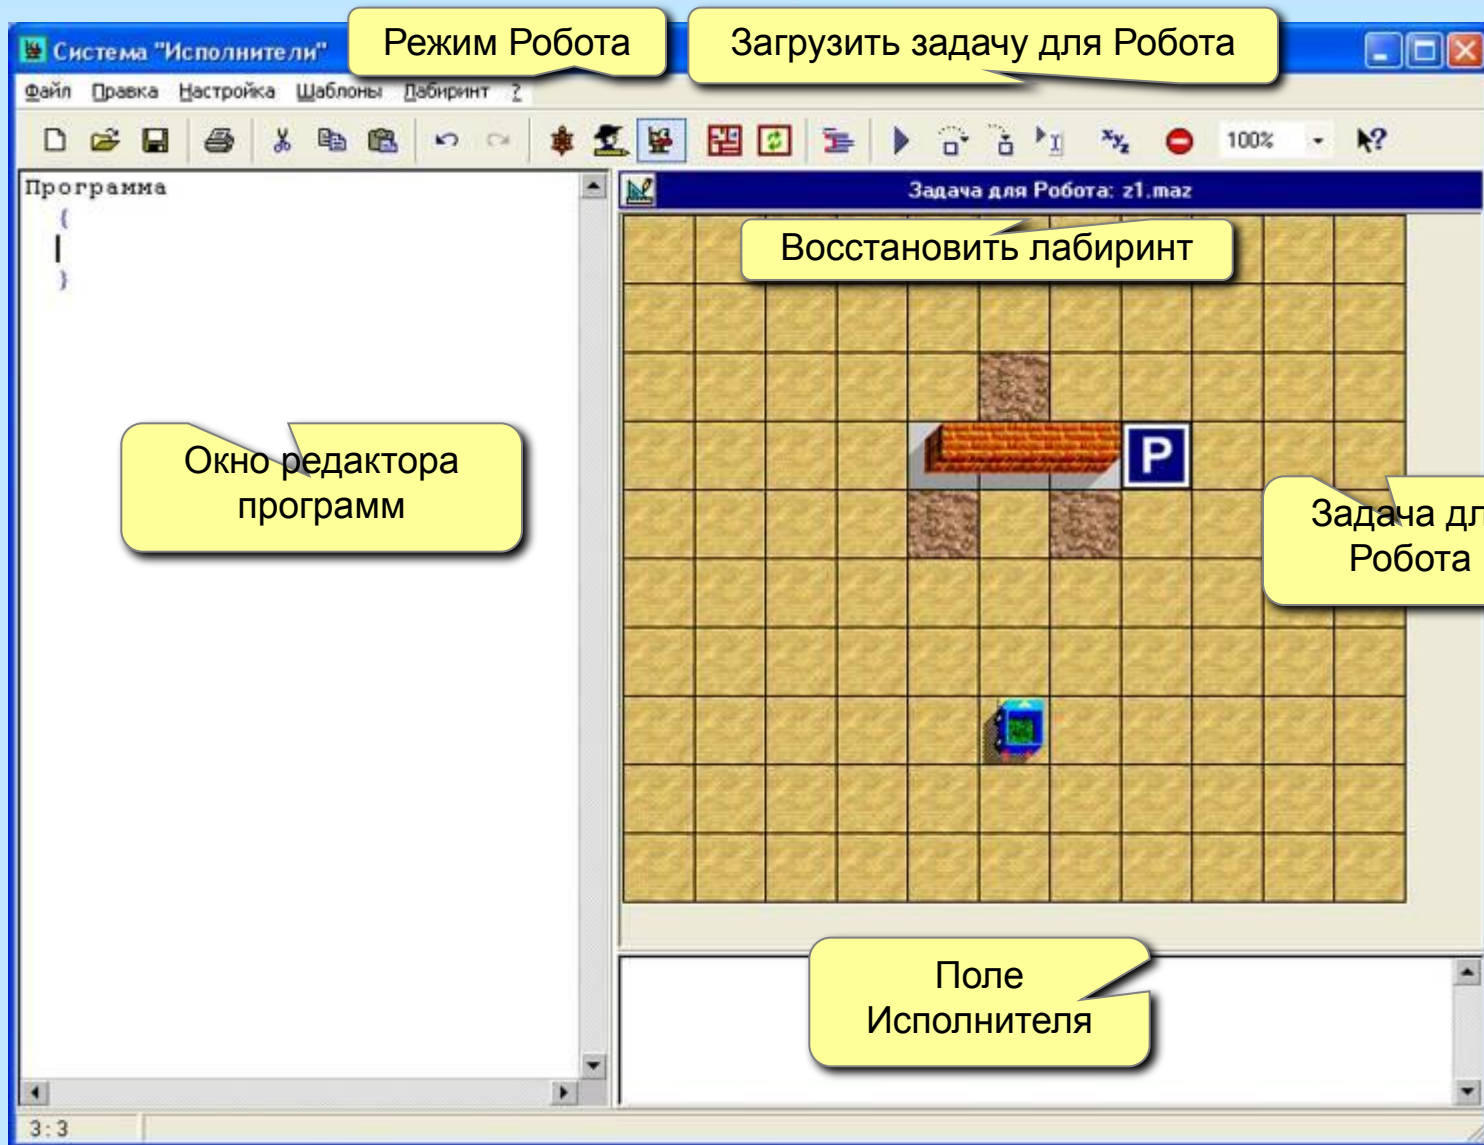 Режим Робота
Загрузить задачу для Робота
Система "Исполнители"
Файл Правка Настройка Шаблоны Лабиринт ?
100%
Программа
{
}
Задача для Робота: z1.maz
Восстановить лабиринт
P
Окно редактора
программ
Задача дл
Робота
Поле
Исполнителя
3:3